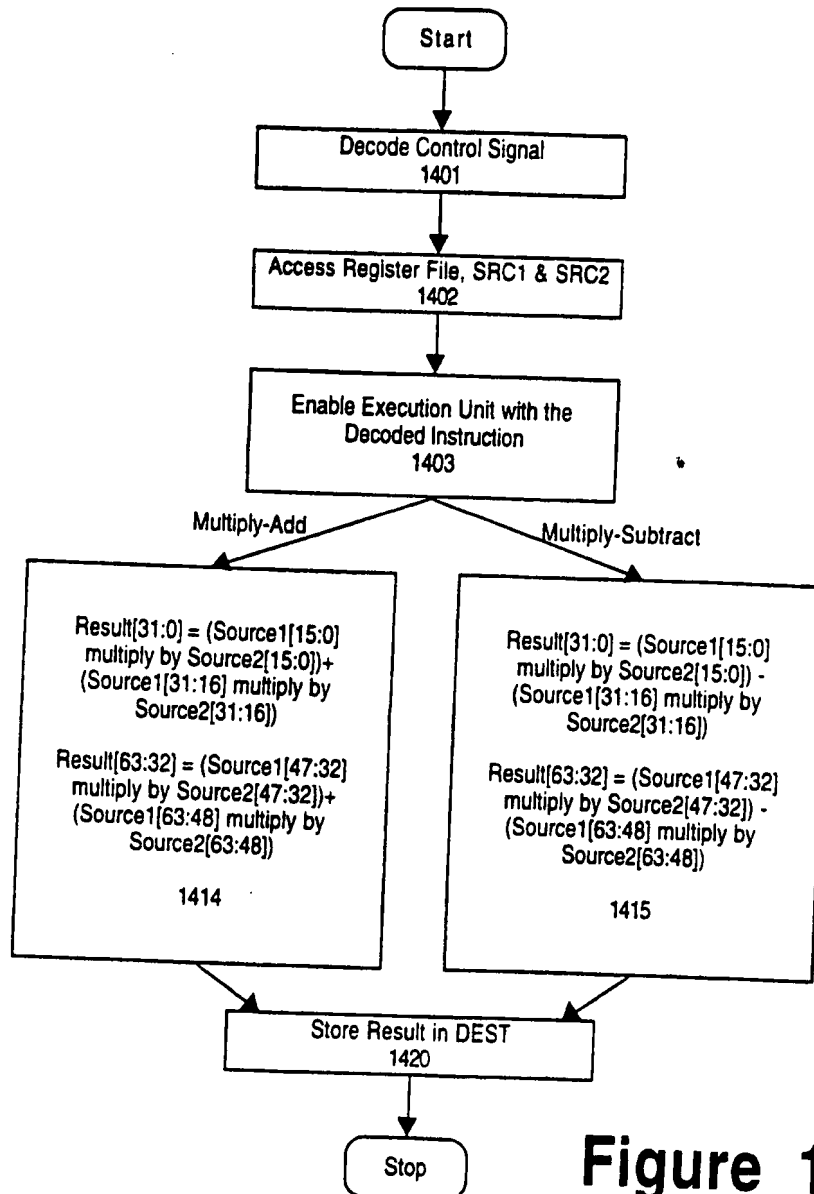 Start
Decode Control Signal
1401
Access Register File, SRC1 & SRC2
1402
Enable Execution Unit with the
Decoded Instruction
1403
Multiply-Add
Multiply-Subtract
Result[31:0] = (Source1[15:0]
multiply by Source2[15:0])+
(Source1[31:16] multiply by
Source2[31:16])
Result[63:32] = (Source1[47:32]
multiply by Source2[47:32])+
(Source1[63:48] multiply by
Source2[63:48])
1414
Result[31:0] = (Source1[15:0]
multiply by Source2[15:0]) -
(Source1[31:16] multiply by
Source2[31:16])
Result[63:32] = (Source1[47:32]
multiply by Source2[47:32]) -
(Source1[63:48] multiply by
Source2[63:48])
1415
Store Result in DEST
1420
Stop
Figure 1